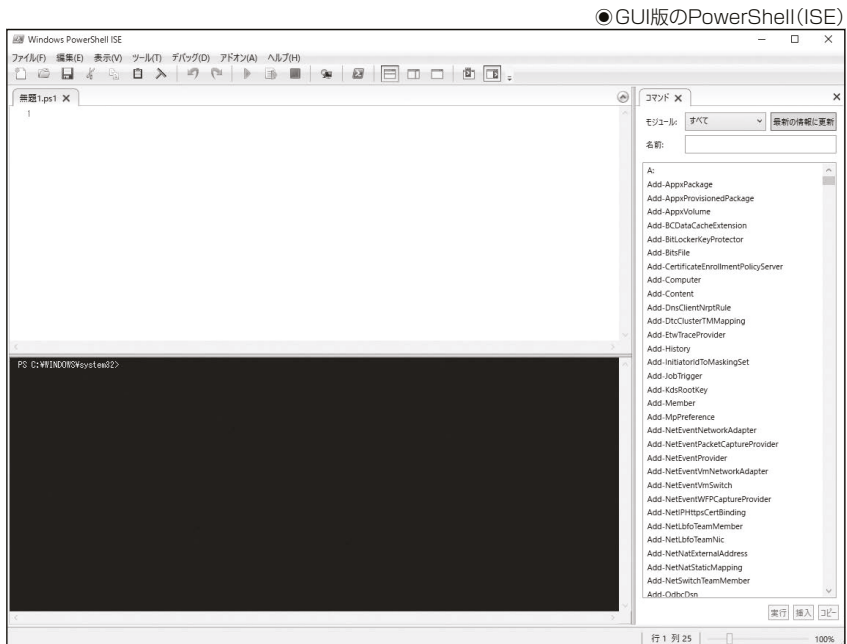 ◉GUI版のPowerShell(ISE)
Windows PowerShell ISE
ファイル(F) 編集(E) 表示(V) ツール(T) デバッグ(D) アドオン(A) ヘルプ(H)
無題1.ps1
1
PS C:¥WINDOWS¥system32>
コマンド
モジュール: すべて 最新の情報に更新
名前:
A:
Add-AppxPackage
Add-AppxProvisionedPackage
Add-AppxVolume
Add-BCDataCacheExtension
Add-BitLockerKeyProtector
Add-BitsFile
Add-CertificateEnrollmentPolicyServer
Add-Computer
Add-Content
Add-DnsClientNrptRule
Add-DtcClusterTMMapping
Add-EtwTraceProvider
Add-History
Add-InitiatorIdToMaskingSet
Add-JobTrigger
Add-KdsRootKey
Add-Member
Add-MpPreference
Add-NetEventNetworkAdapter
Add-NetEventPacketCaptureProvider
Add-NetEventProvider
Add-NetEventVmNetworkAdapter
Add-NetEventVmSwitch
Add-NetEventWFPCaptureProvider
Add-NetIPHttpsCertBinding
Add-NetLbfoTeamMember
Add-NetLbfoTeamNic
Add-NetNatExternalAddress
Add-NetNatStaticMapping
Add-NetSwitchTeamMember
Add-OdbcDsn
実行 挿入 コピー
行 1 列 25 100%